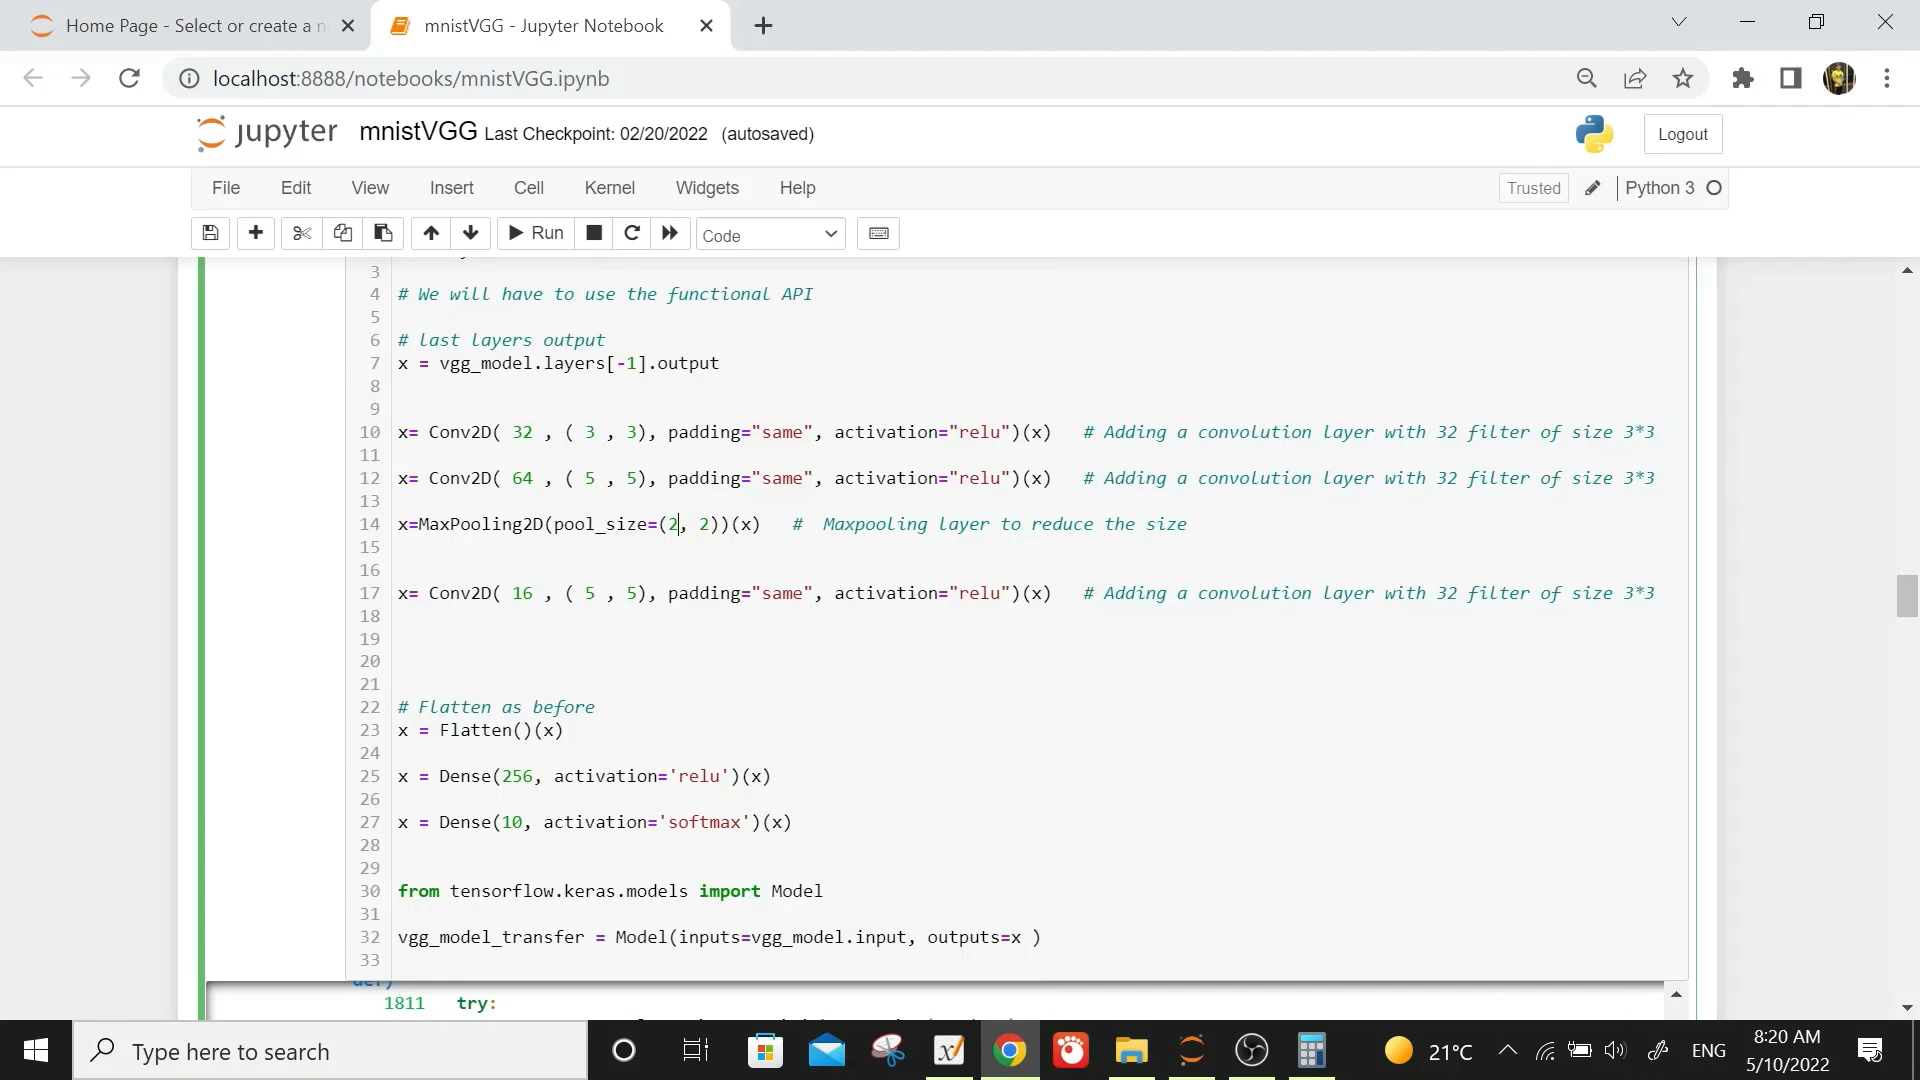 Home Page - Select or create a n
mnistVGG - Jupyter Notebook
localhost:8888/notebooks/mnistVGG.ipynb
jupyter mnistVGG Last Checkpoint: 02/20/2022 (autosaved)
Logout
File Edit View Insert Cell Kernel Widgets Help
Trusted Python 3
Run Code
3
4 # We will have to use the functional API
5
6 # last layers output
7 x = vgg_model.layers[-1].output
8
9
10 x= Conv2D( 32 , ( 3 , 3), padding="same", activation="relu")(x) # Adding a convolution layer with 32 filter of size 3*3
11
12 x= Conv2D( 64 , ( 5 , 5), padding="same", activation="relu")(x) # Adding a convolution layer with 32 filter of size 3*3
13
14 x=MaxPooling2D(pool_size=(2, 2))(x) # Maxpooling layer to reduce the size
15
16
17 x= Conv2D( 16 , ( 5 , 5), padding="same", activation="relu")(x) # Adding a convolution layer with 32 filter of size 3*3
18
19
20
21
22 # Flatten as before
23 x = Flatten()(x)
24
25 x = Dense(256, activation='relu')(x)
26
27 x = Dense(10, activation='softmax')(x)
28
29
30 from tensorflow.keras.models import Model
31
32 vgg_model_transfer = Model(inputs=vgg_model.input, outputs=x )
33
1811 try:
Type here to search
21°C
ENG
8:20 AM
5/10/2022